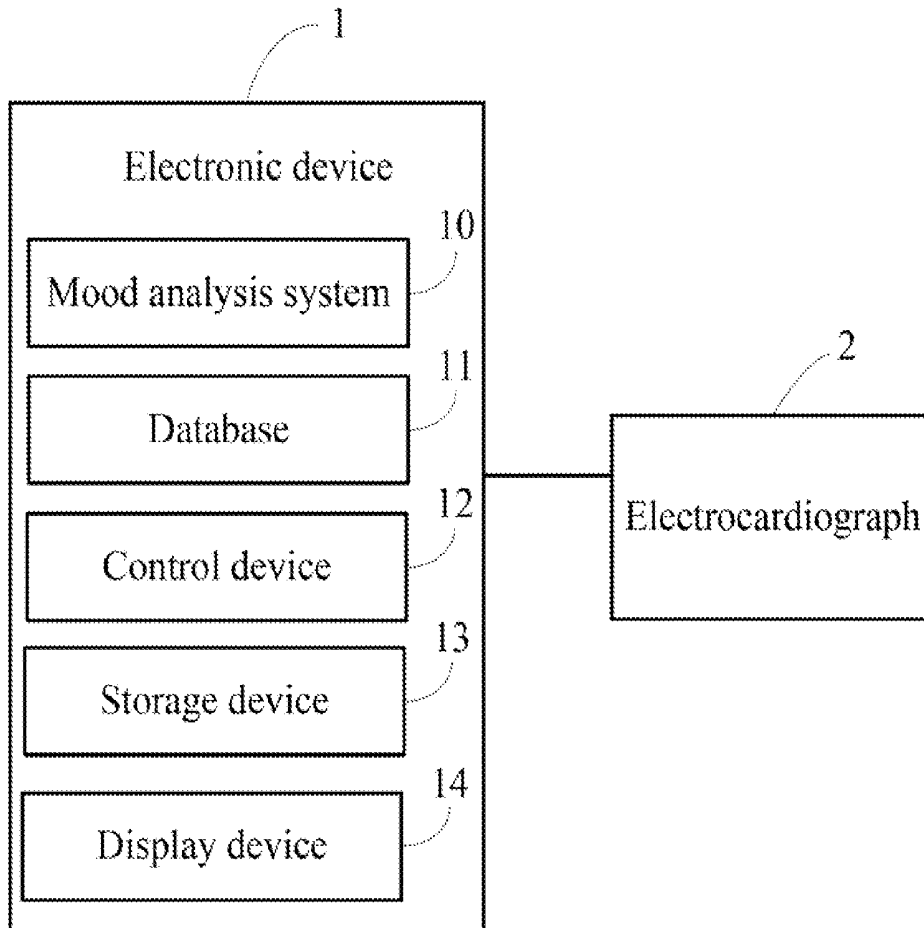 1
Electronic device
10
Mood analysis system
11
Database
12
Control device
13
Storage device
14
Display device
2
Electrocardiograph